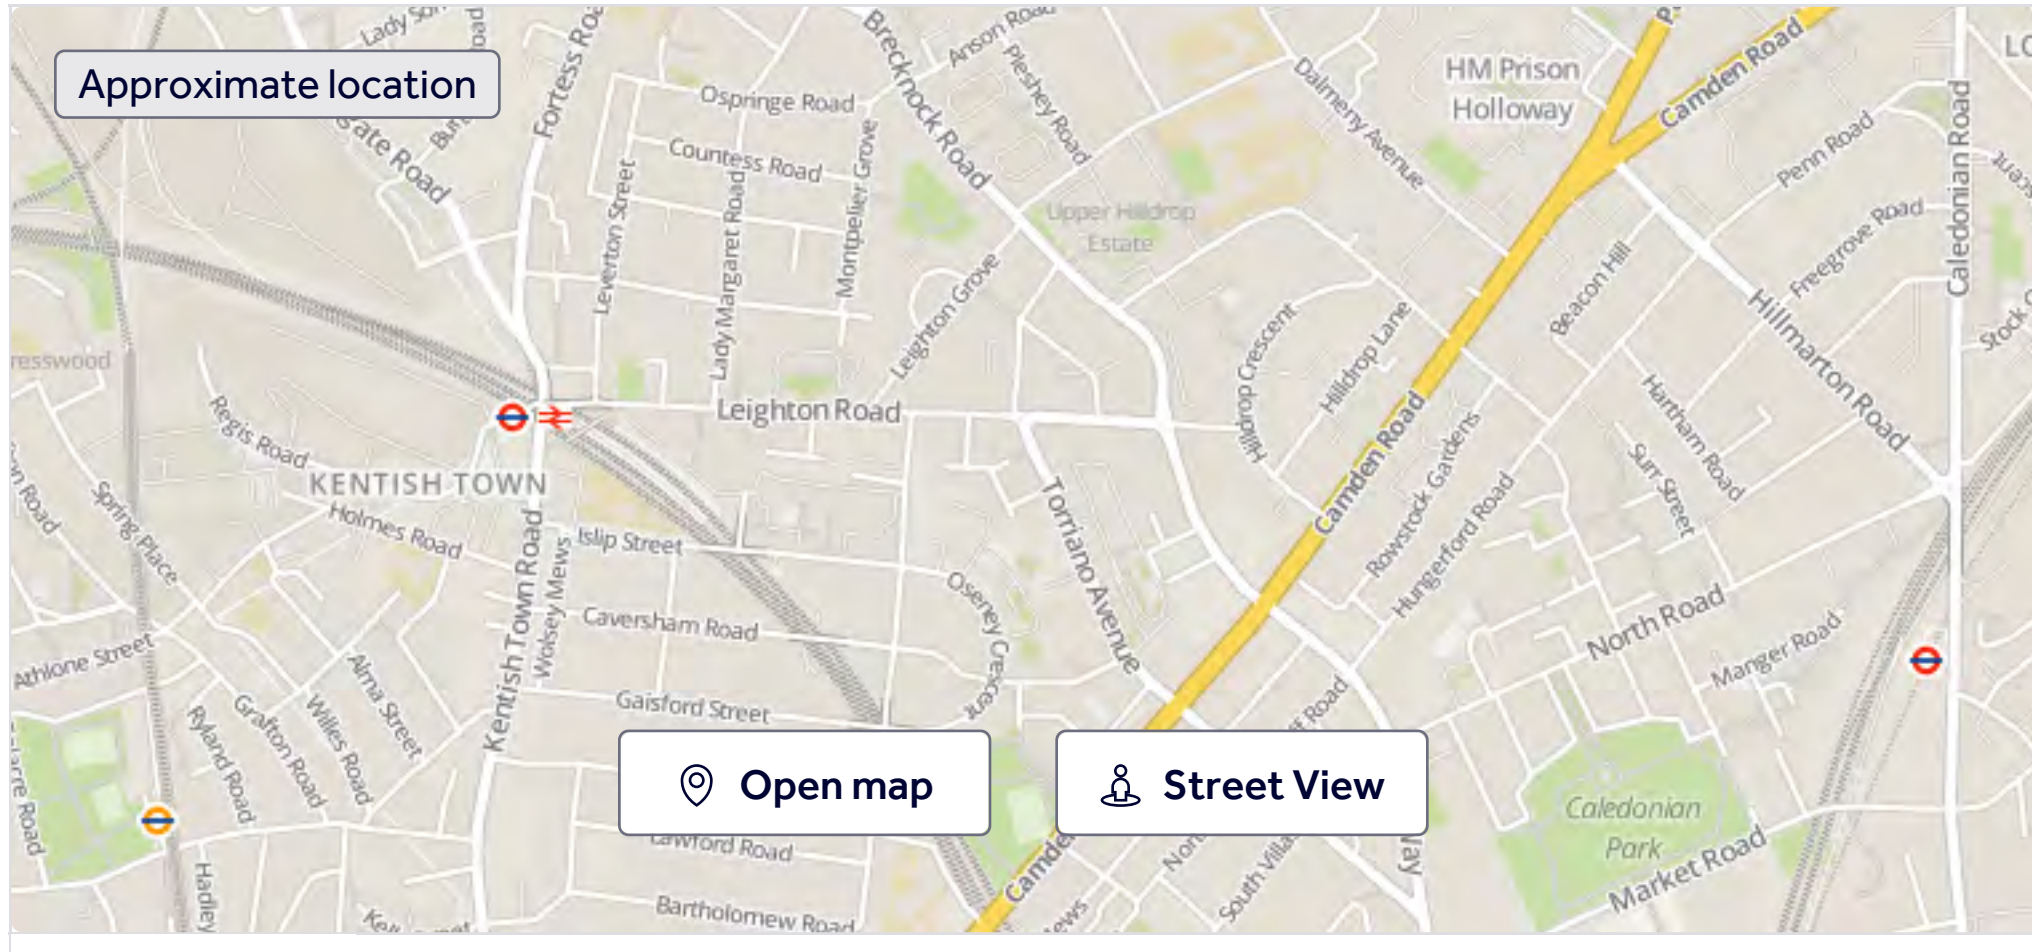 Approximate location
Fortess
Brecknock Road
Anson Road
Pleshey Road
Ospringe Road
Countess Road
Montpelier Grove
Leverton Street
Lady Margaret Road
Leighton Grove
Leighton Road
Upper Hilldrop
Estate
Dalmeny Avenue
HM Prison
Holloway
Camden Road
Penn Road
Caledonian Road
Freegrove Road
Beacon Hill
Hillmarton Road
Hilldrop Crescent
Hilldrop Lane
Camden Road
Rowstock Gardens
Hungerford Road
Hartham Road
Surr Street
North Road
Manger Road
KENTISH TOWN
Regis Road
Holmes Road
Spring Place
Kentish Town Road
Wolsey Mews
Islip Street
Caversham Road
Gaisford Street
Oseney Crescent
Torriano Avenue
Athlone Street
Alma Street
Willes Road
Grafton Road
Ryland Road
Open map
Street View
Lawford Road
Bartholomew Road
Hadley
Caledonian
Park
Market Road